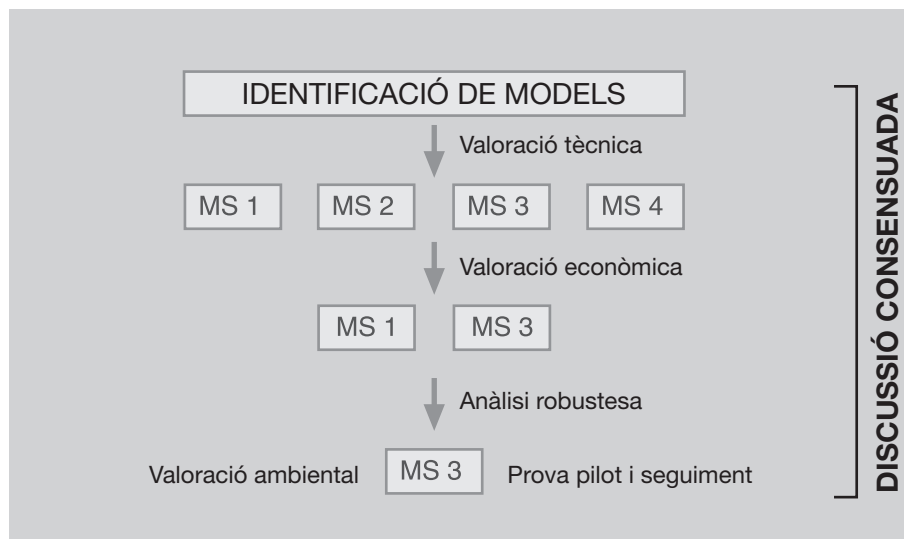 IDENTIFICACIÓ DE MODELS
Valoració tècnica
MS 1 MS 2 MS 3 MS 4
Valoració econòmica
MS 1 MS 3
Anàlisi robustesa
Valoració ambiental MS 3 Prova pilot i seguiment
DISCUSSIÓ CONSENSUADA